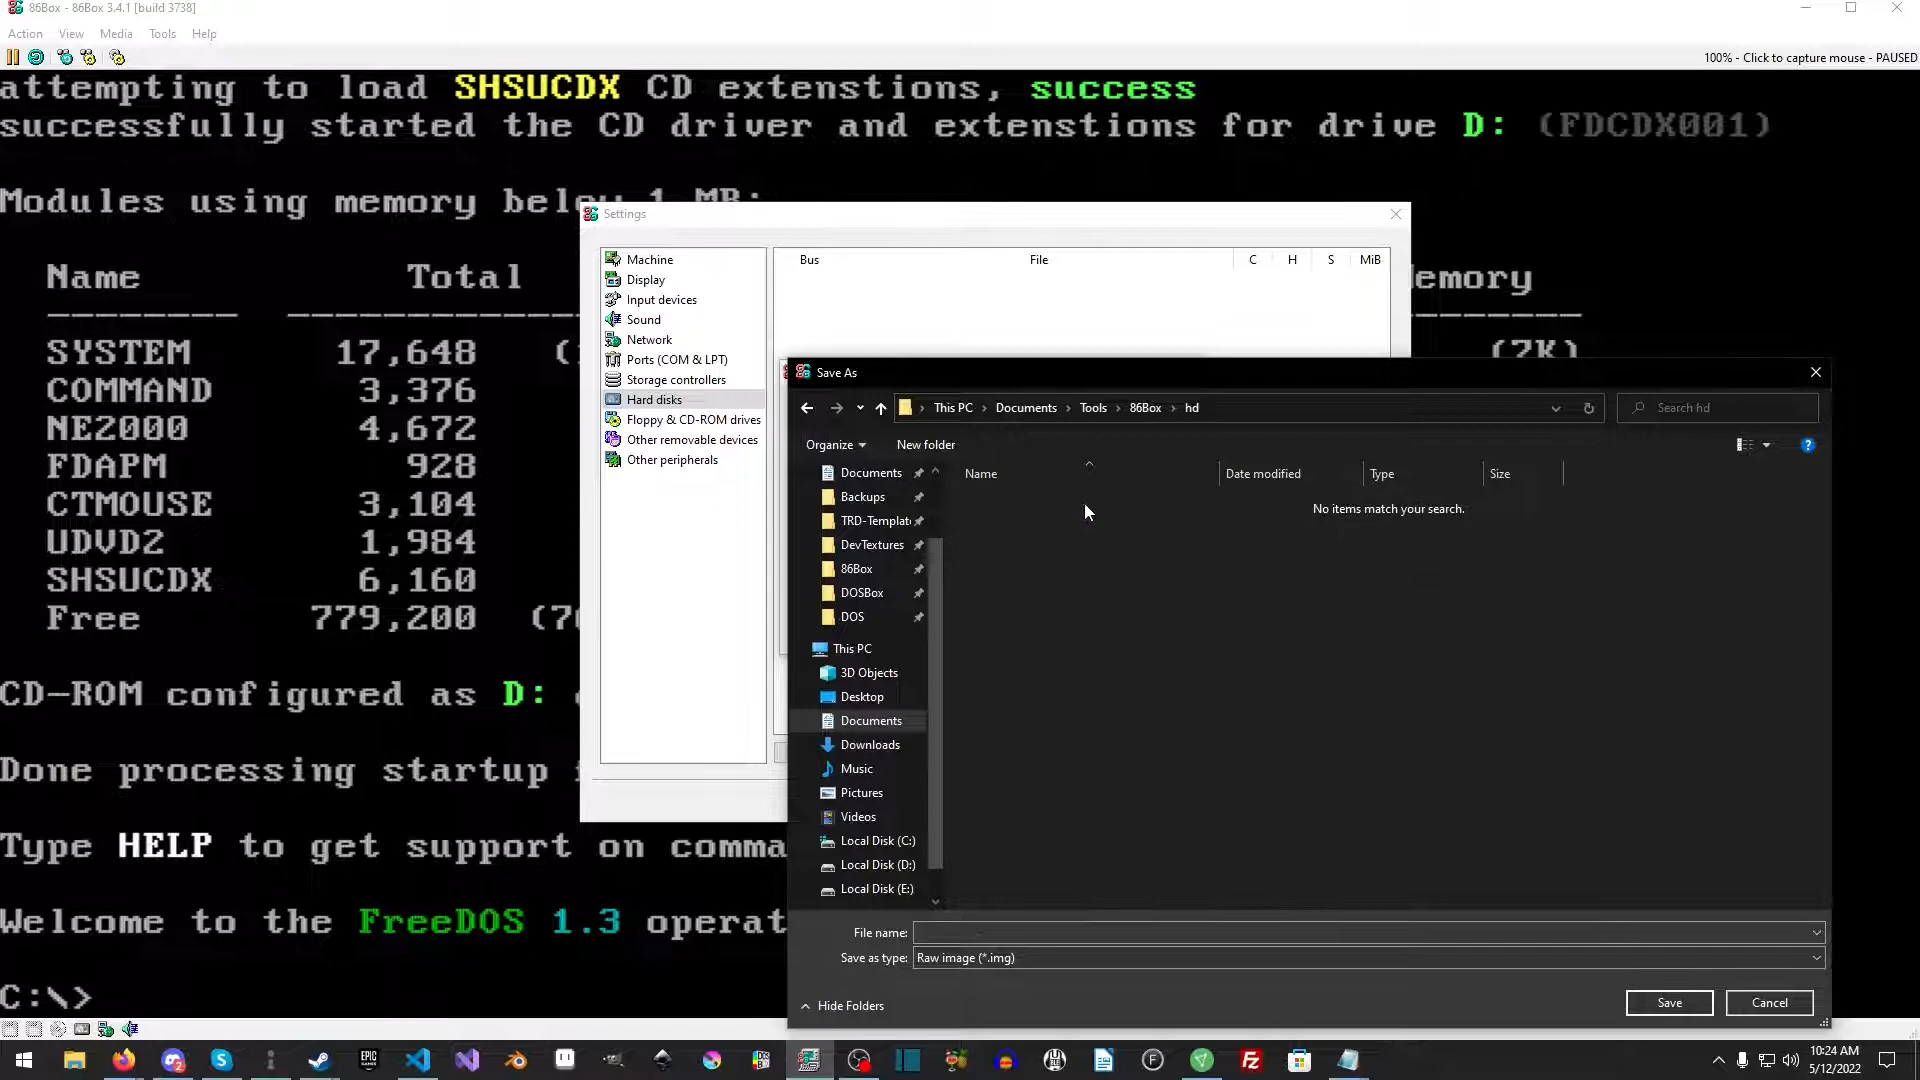 86Box - 86Box 3.4.1 [build 3738]
Action View Media Tools Help
100% - Click to capture mouse - PAUSED
attempting to load SHSUCDX CD extenstions, success
successfully started the CD driver and extenstions for drive D: (FDCDX001)
Modules using memory below 1 MB:
Name Total emory
SYSTEM 17,648 (7K)
COMMAND 3,376
NE2000 4,672
FDAPM 928
CTMOUSE 3,104
UDVD2 1,984
SHSUCDX 6,160
Free 779,200 (76
CD-ROM configured as D:
Done processing startup
Type HELP to get support on comma
Welcome to the FreeDOS 1.3 operat
C:\>
Settings
Machine
Display
Input devices
Sound
Network
Ports (COM & LPT)
Storage controllers
Hard disks
Floppy & CD-ROM drives
Other removable devices
Other peripherals
Bus File C H S MiB
Save As
This PC › Documents › Tools › 86Box › hd
Search hd
Organize New folder
Name Date modified Type Size
No items match your search.
Documents
Backups
TRD-Templat
DevTextures
86Box
DOSBox
DOS
This PC
3D Objects
Desktop
Documents
Downloads
Music
Pictures
Videos
Local Disk (C:)
Local Disk (D:)
Local Disk (E:)
File name:
Save as type: Raw image (*.img)
Hide Folders
Save Cancel
EPIC GAMES
10:24 AM
5/12/2022